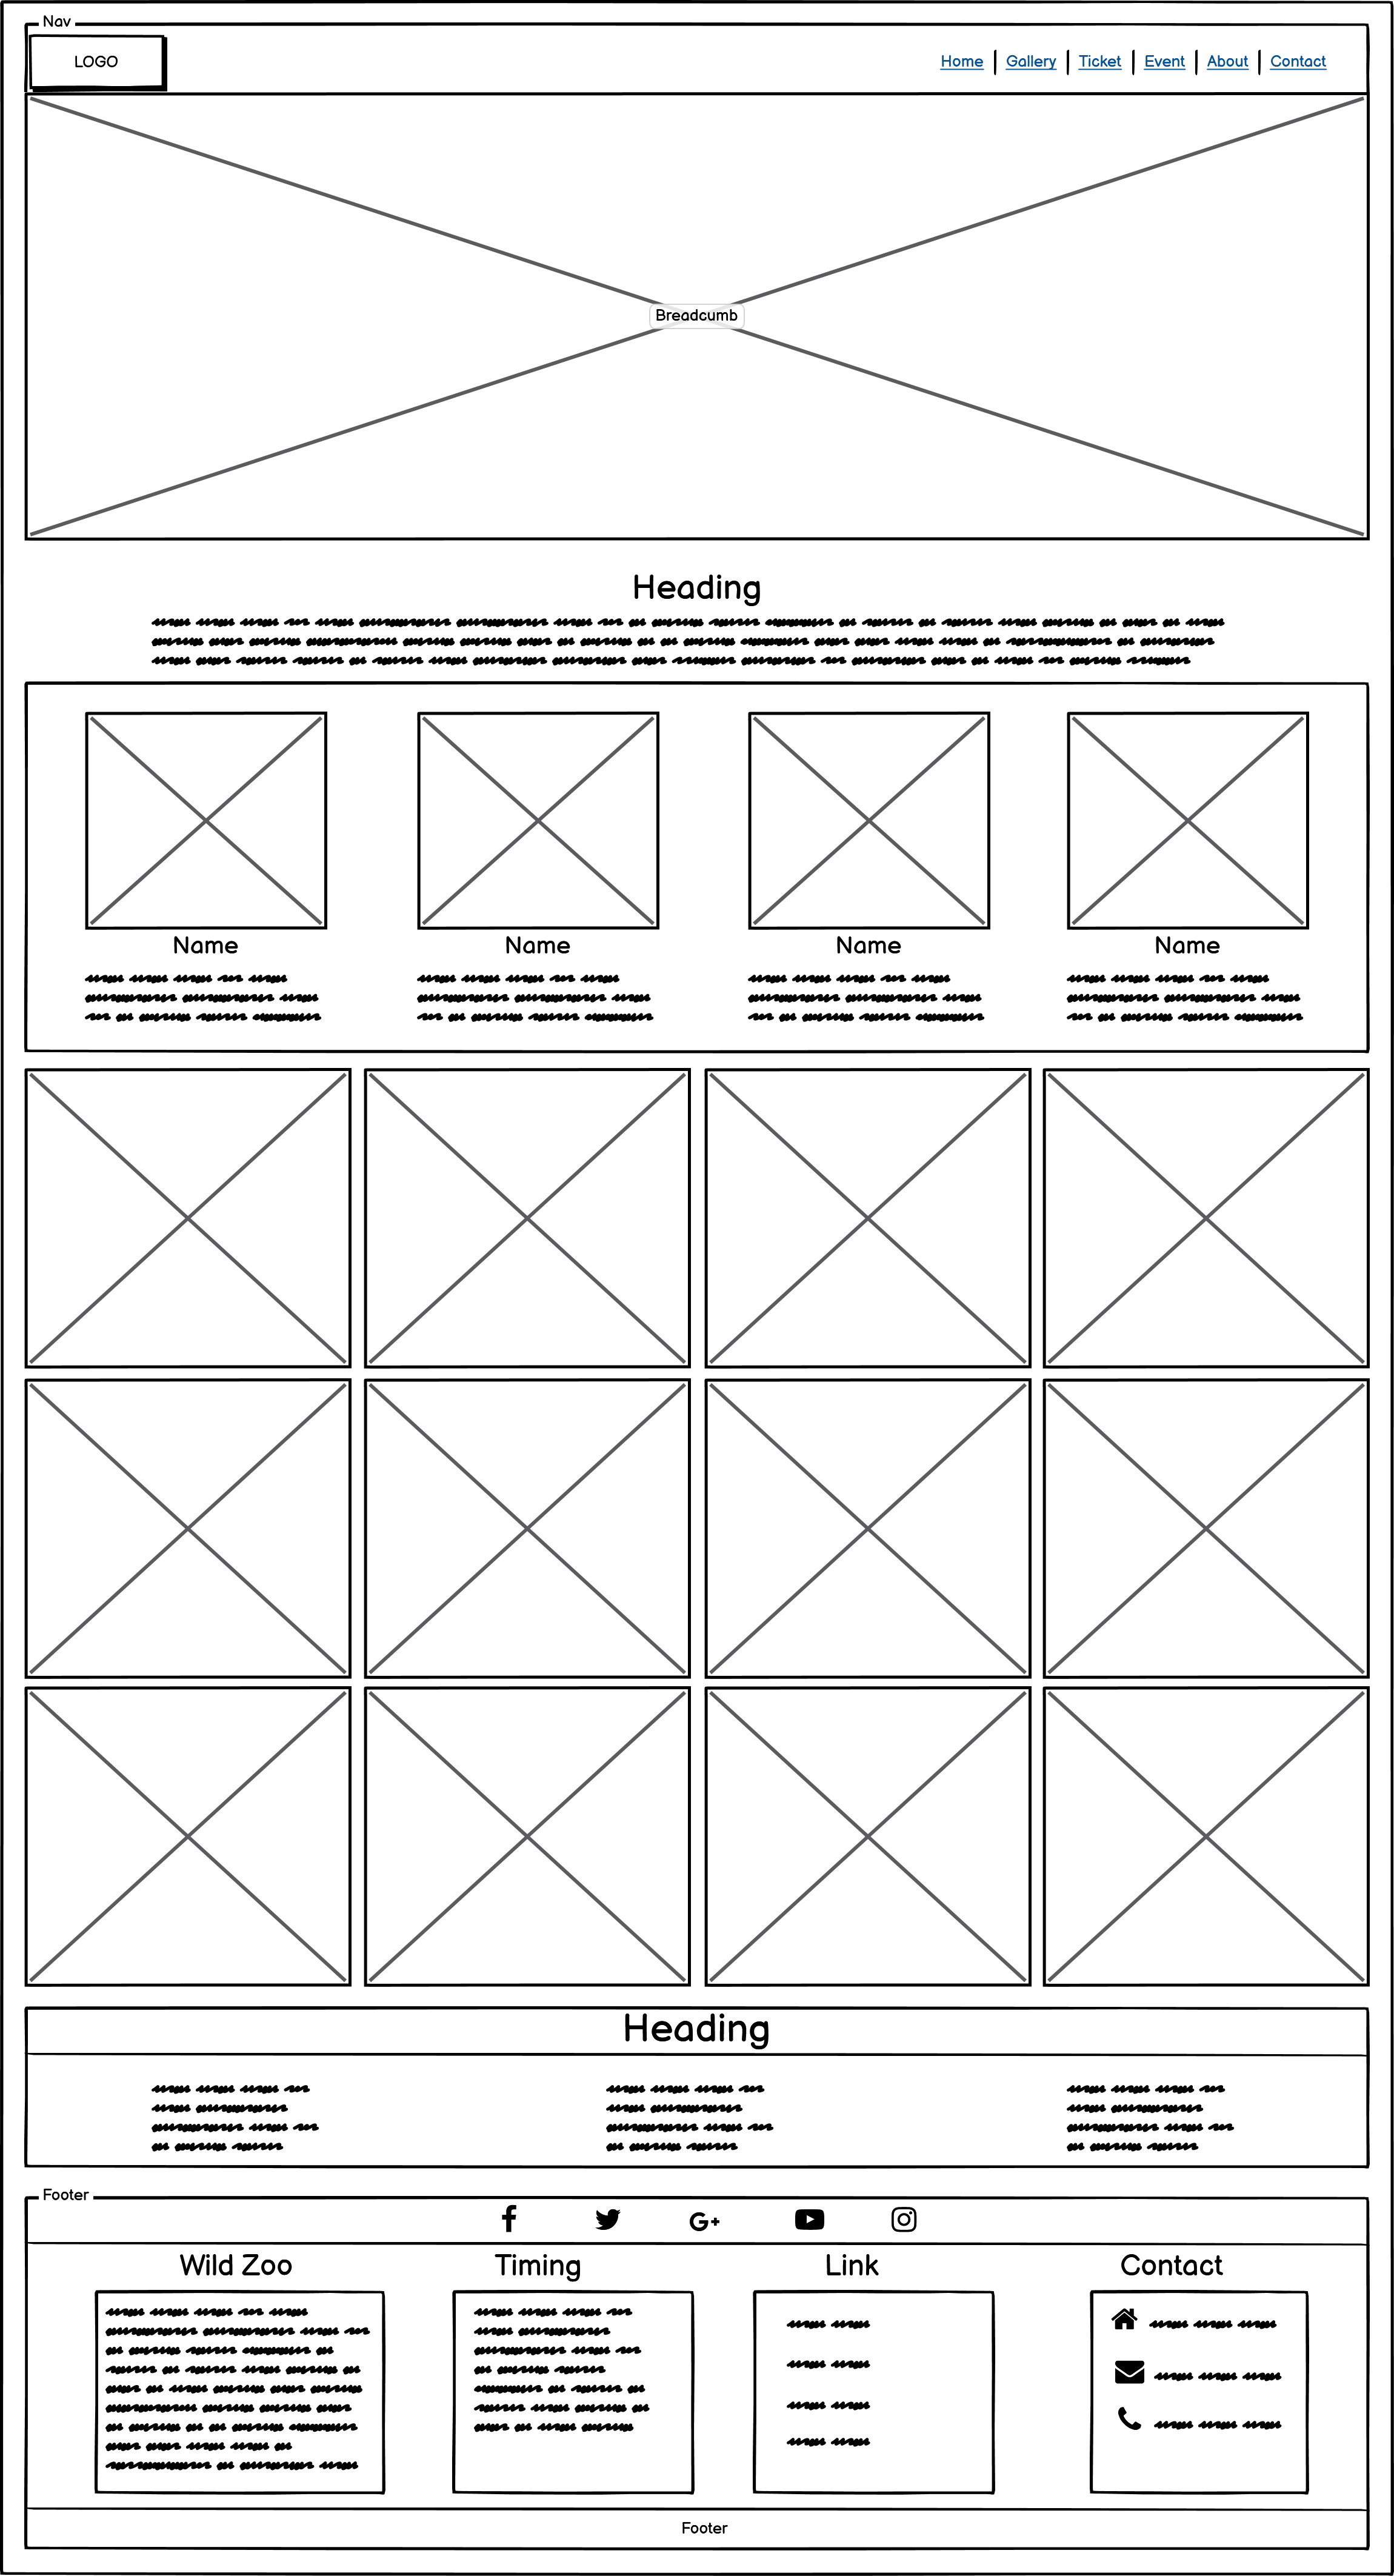 Nav
LOGO
Home Gallery Ticket Event About Contact
Breadcumb
Heading
Name Name Name Name
Heading
Footer
Wild Zoo Timing Link Contact
Footer